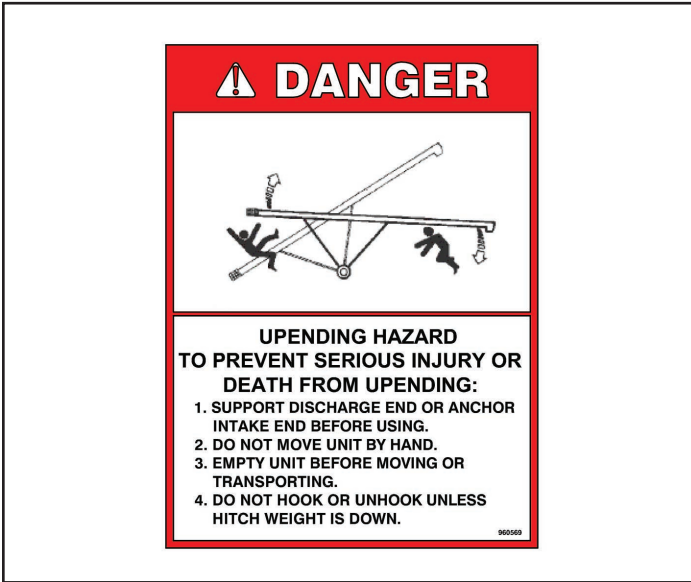 DANGER
UPENDING HAZARD
TO PREVENT SERIOUS INJURY OR
DEATH FROM UPENDING:
1. SUPPORT DISCHARGE END OR ANCHOR
INTAKE END BEFORE USING.
2. DO NOT MOVE UNIT BY HAND.
3. EMPTY UNIT BEFORE MOVING OR
TRANSPORTING.
4. DO NOT HOOK OR UNHOOK UNLESS
HITCH WEIGHT IS DOWN.
960569